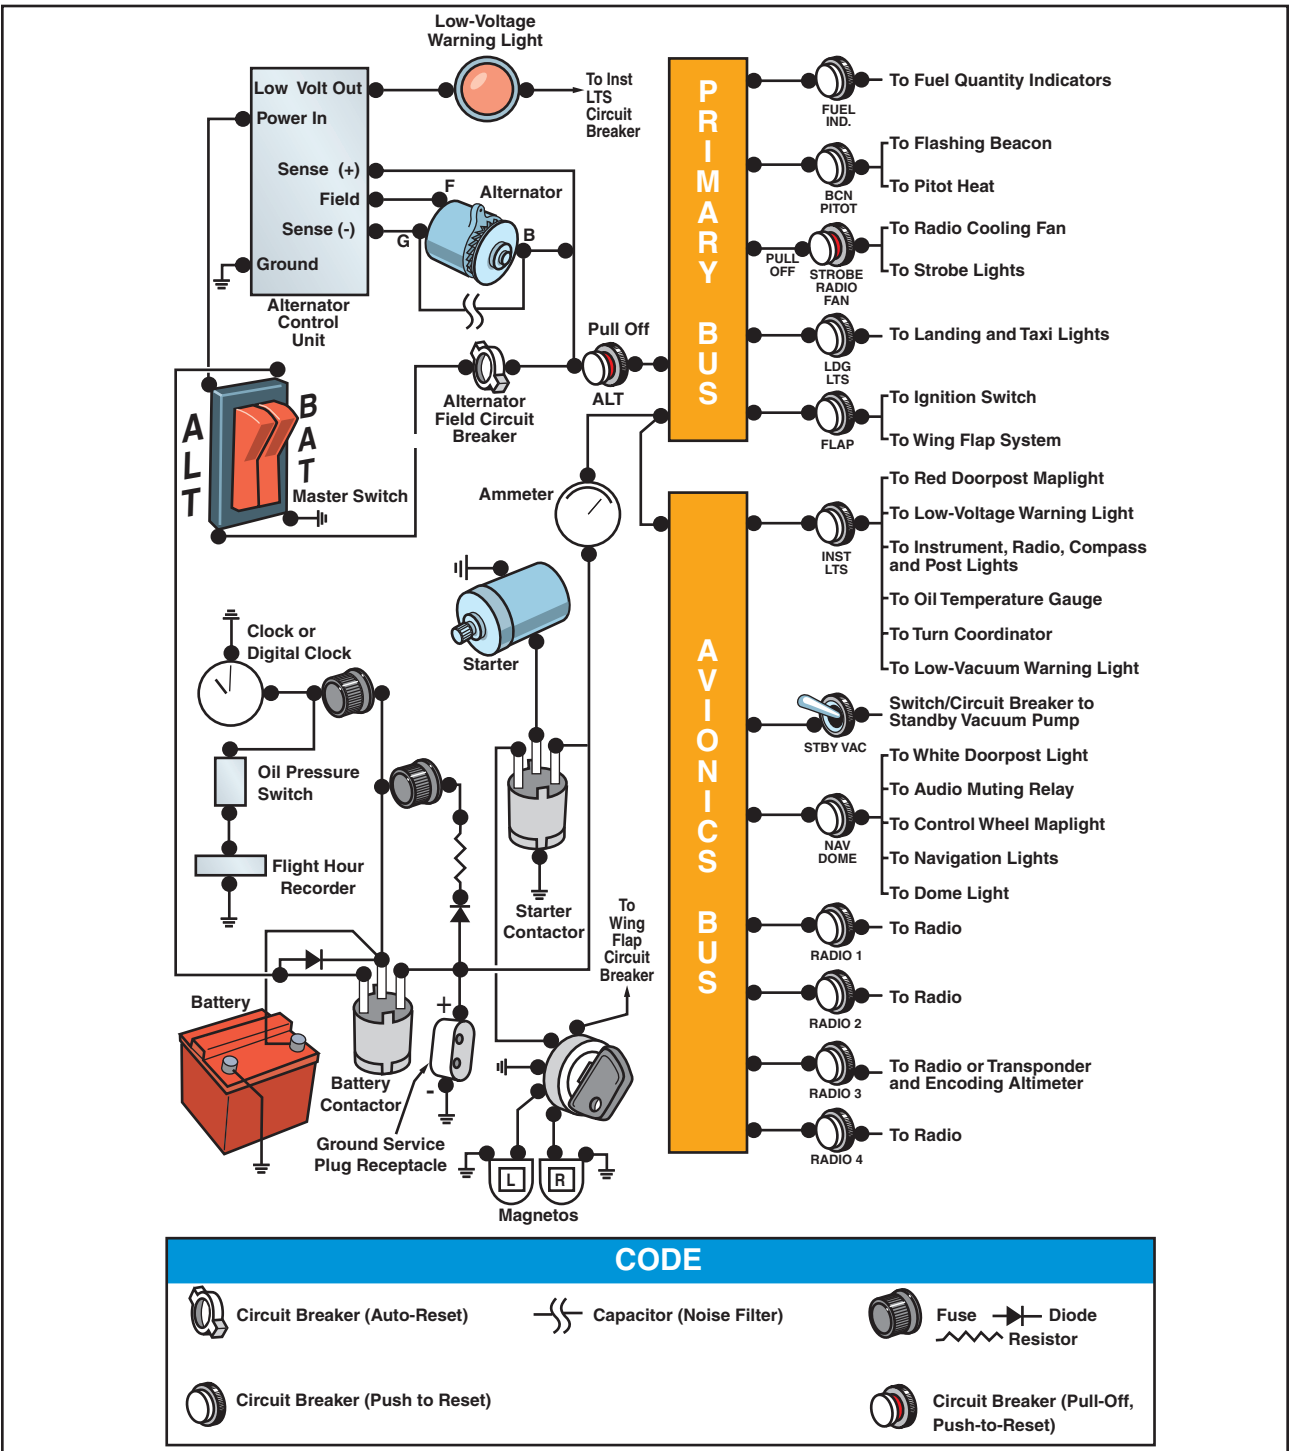 Low-Voltage
Warning Light
Low Volt Out
Power In
Sense (+)
Field
Sense (-)
Ground
Alternator
Control
Unit
To Inst
LTS
Circuit
Breaker
F
Alternator
G
B
Pull Off
ALT
Alternator
Field Circuit
Breaker
ALT
BAT
Master Switch
Ammeter
Clock or
Digital Clock
Starter
Oil Pressure
Switch
Flight Hour
Recorder
Starter
Contactor
To
Wing
Flap
Circuit
Breaker
Battery
+
-
Battery
Contactor
Ground Service
Plug Receptacle
L
R
Magnetos
PRIMARY BUS
FUEL
IND.
To Fuel Quantity Indicators
BCN
PITOT
To Flashing Beacon
To Pitot Heat
PULL
OFF
STROBE
RADIO
FAN
To Radio Cooling Fan
To Strobe Lights
LDG
LTS
To Landing and Taxi Lights
FLAP
To Ignition Switch
To Wing Flap System
AVIONICS BUS
INST
LTS
To Red Doorpost Maplight
To Low-Voltage Warning Light
To Instrument, Radio, Compass
and Post Lights
To Oil Temperature Gauge
To Turn Coordinator
To Low-Vacuum Warning Light
STBY VAC
Switch/Circuit Breaker to
Standby Vacuum Pump
NAV
DOME
To White Doorpost Light
To Audio Muting Relay
To Control Wheel Maplight
To Navigation Lights
To Dome Light
RADIO 1
To Radio
RADIO 2
To Radio
RADIO 3
To Radio or Transponder
and Encoding Altimeter
RADIO 4
To Radio
CODE
Circuit Breaker (Auto-Reset)
Capacitor (Noise Filter)
Fuse
Diode
Resistor
Circuit Breaker (Push to Reset)
Circuit Breaker (Pull-Off,
Push-to-Reset)